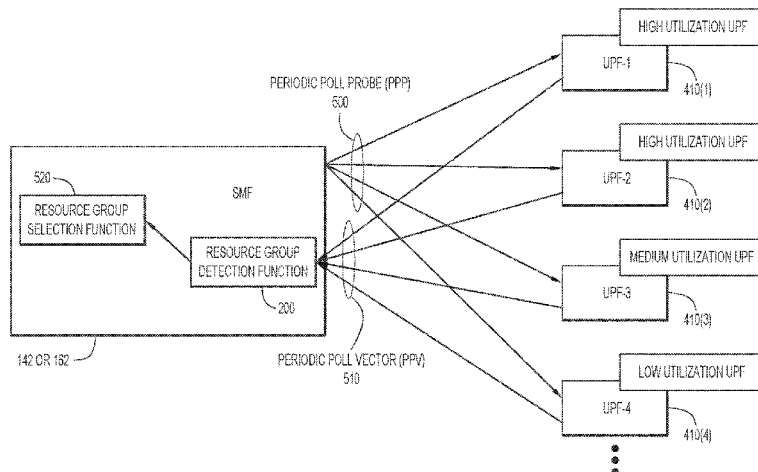 HIGH UTILIZATION UPF
UPF-1
410(1)
PERIODIC POLL PROBE (PPP)
500
HIGH UTILIZATION UPF
UPF-2
410(2)
SMF
520
RESOURCE GROUP
SELECTION FUNCTION
RESOURCE GROUP
DETECTION FUNCTION
200
MEDIUM UTILIZATION UPF
UPF-3
410(3)
142 OR 162
PERIODIC POLL VECTOR (PPV)
510
LOW UTILIZATION UPF
UPF-4
410(4)